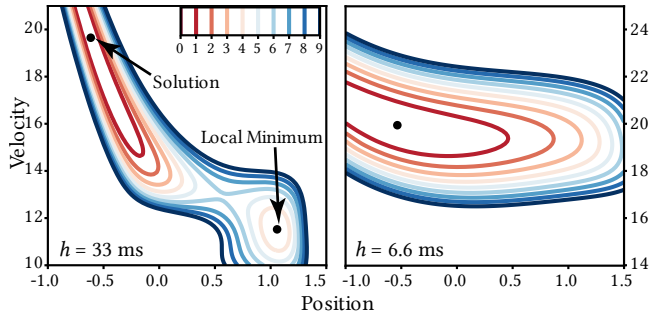 0 1 2 3 4 5 6 7 8 9
20
18
16
14
12
10
Velocity
Solution
Local Minimum
h = 33 ms
-1.0 -0.5 0.0 0.5 1.0 1.5
24
22
20
18
16
14
h = 6.6 ms
-1.0 -0.5 0.0 0.5 1.0 1.5
Position